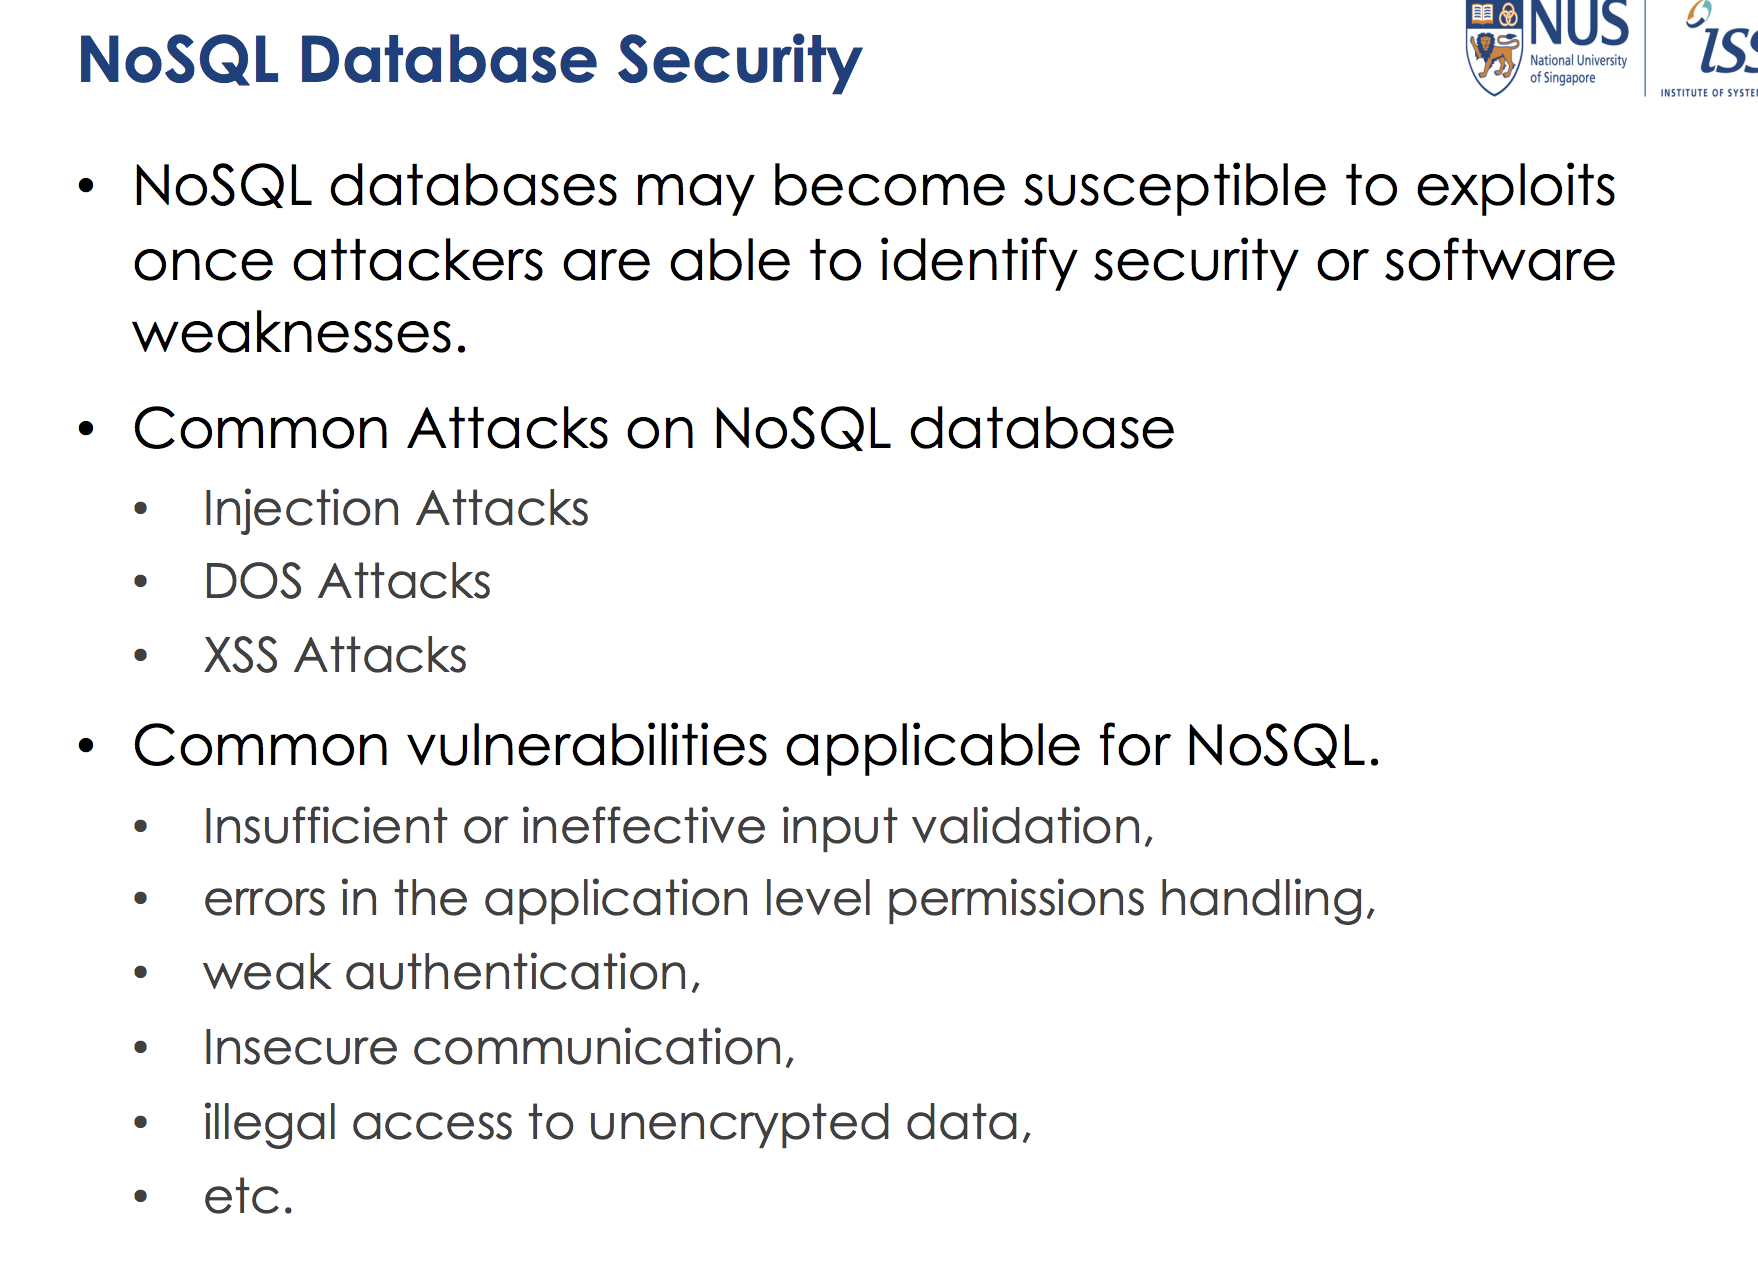 NoSQL Database Security
NUS
National University
of Singapore
iss
INSTITUTE OF
• NoSQL databases may become susceptible to exploits
once attackers are able to identify security or software
weaknesses.
• Common Attacks on NoSQL database
• Injection Attacks
• DOS Attacks
• XSS Attacks
• Common vulnerabilities applicable for NoSQL.
• Insufficient or ineffective input validation,
• errors in the application level permissions handling,
• weak authentication,
• Insecure communication,
• illegal access to unencrypted data,
• etc.